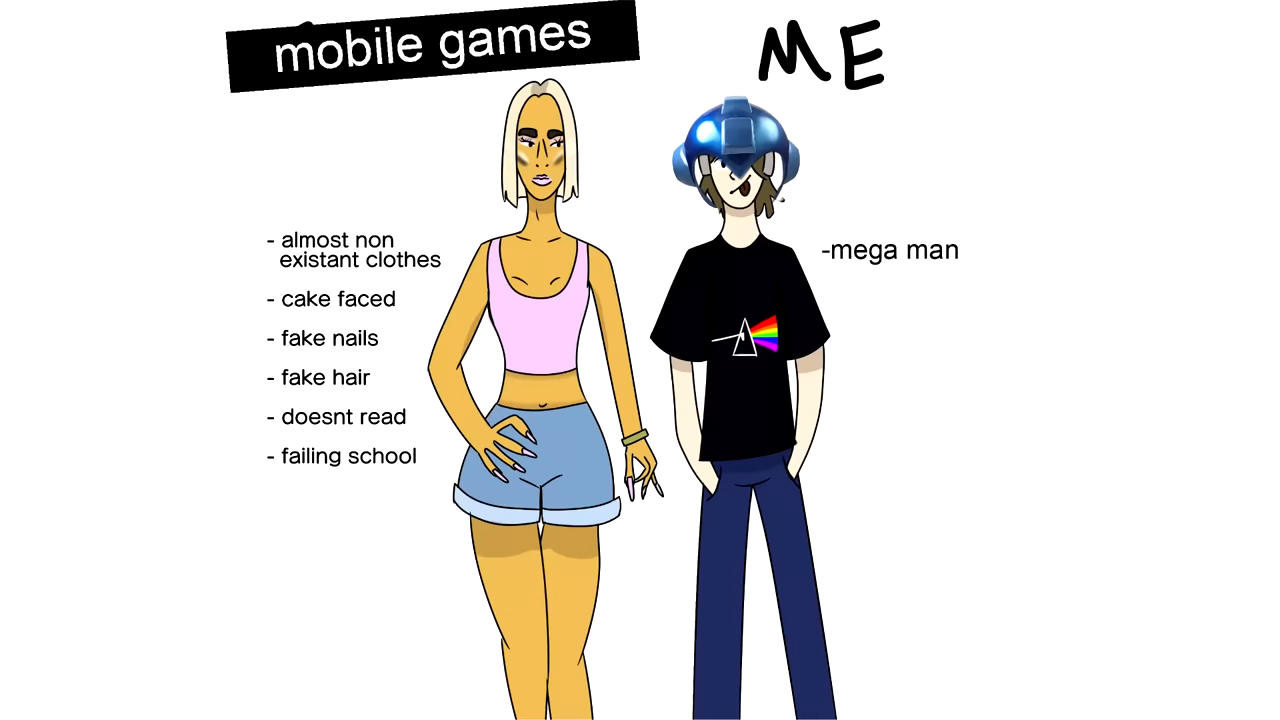 mobile games
ME
- almost non
existant clothes
- cake faced
- fake nails
- fake hair
- doesnt read
- failing school
-mega man